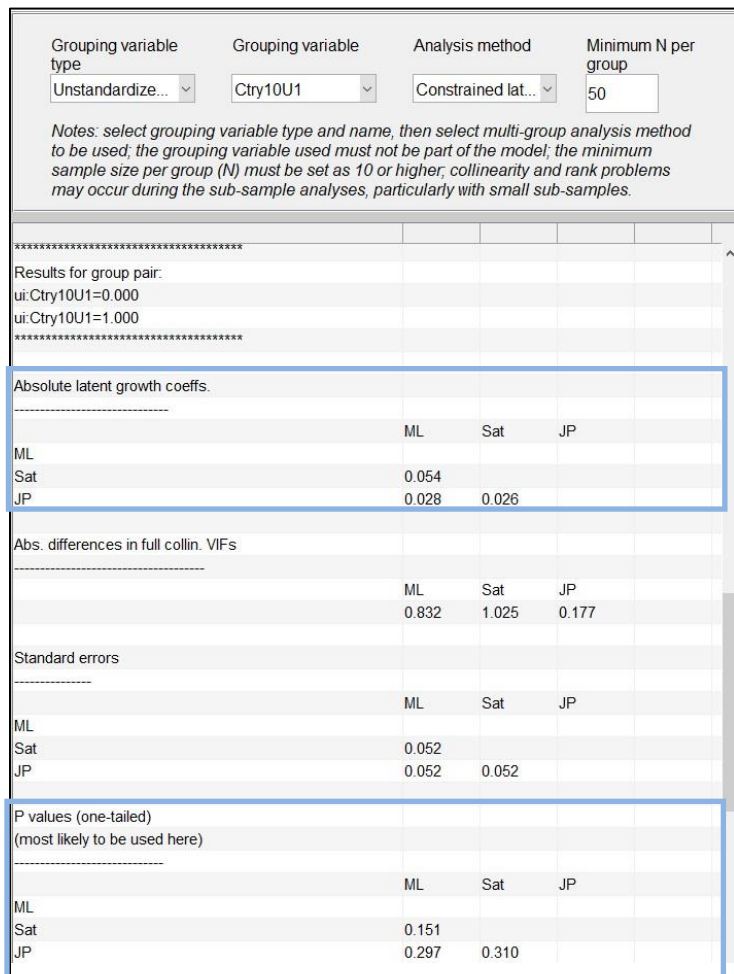 Grouping variable type Grouping variable Analysis method Minimum N per group
Unstandardize... Ctry10U1 Constrained lat... 50
Notes: select grouping variable type and name, then select multi-group analysis method
to be used; the grouping variable used must not be part of the model; the minimum
sample size per group (N) must be set as 10 or higher; collinearity and rank problems
may occur during the sub-sample analyses, particularly with small sub-samples.
*************************************
Results for group pair:
ui:Ctry10U1=0.000
ui:Ctry10U1=1.000
*************************************
Absolute latent growth coeffs.
------------------------------
ML Sat JP
ML
Sat 0.054
JP 0.028 0.026
Abs. differences in full collin. VIFs
-------------------------------------
ML Sat JP
0.832 1.025 0.177
Standard errors
---------------
ML Sat JP
ML
Sat 0.052
JP 0.052 0.052
P values (one-tailed)
(most likely to be used here)
-----------------------------
ML Sat JP
ML
Sat 0.151
JP 0.297 0.310